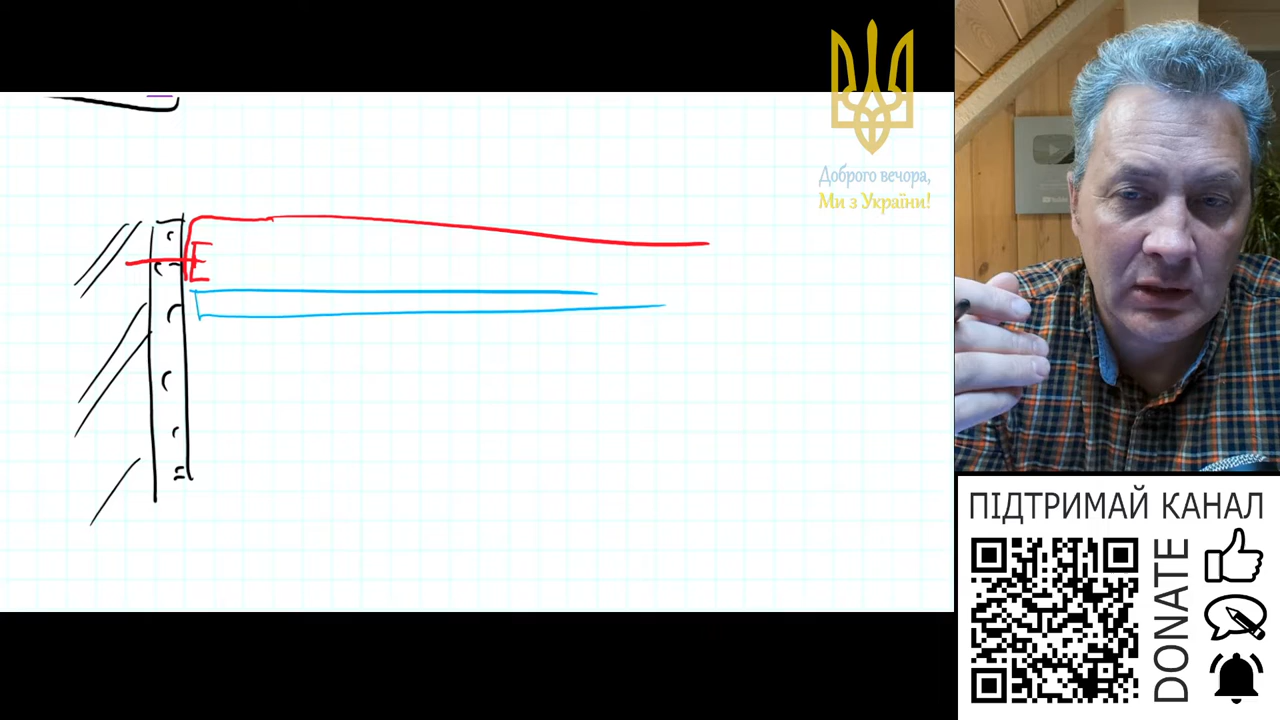 Доброго вечора,
Ми з України!
ПІДТРИМАЙ КАНАЛ
DONATE